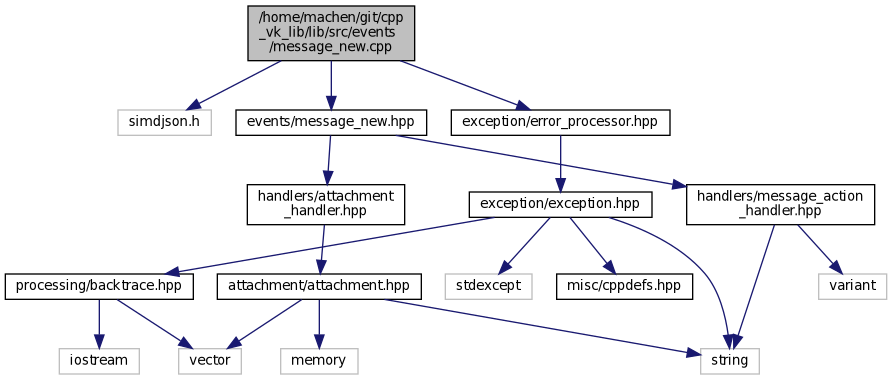 /home/machen/git/cpp
_vk_lib/lib/src/events
/message_new.cpp
simdjson.h
events/message_new.hpp
exception/error_processor.hpp
handlers/attachment
_handler.hpp
exception/exception.hpp
handlers/message_action
_handler.hpp
processing/backtrace.hpp
attachment/attachment.hpp
stdexcept
misc/cppdefs.hpp
variant
iostream
vector
memory
string